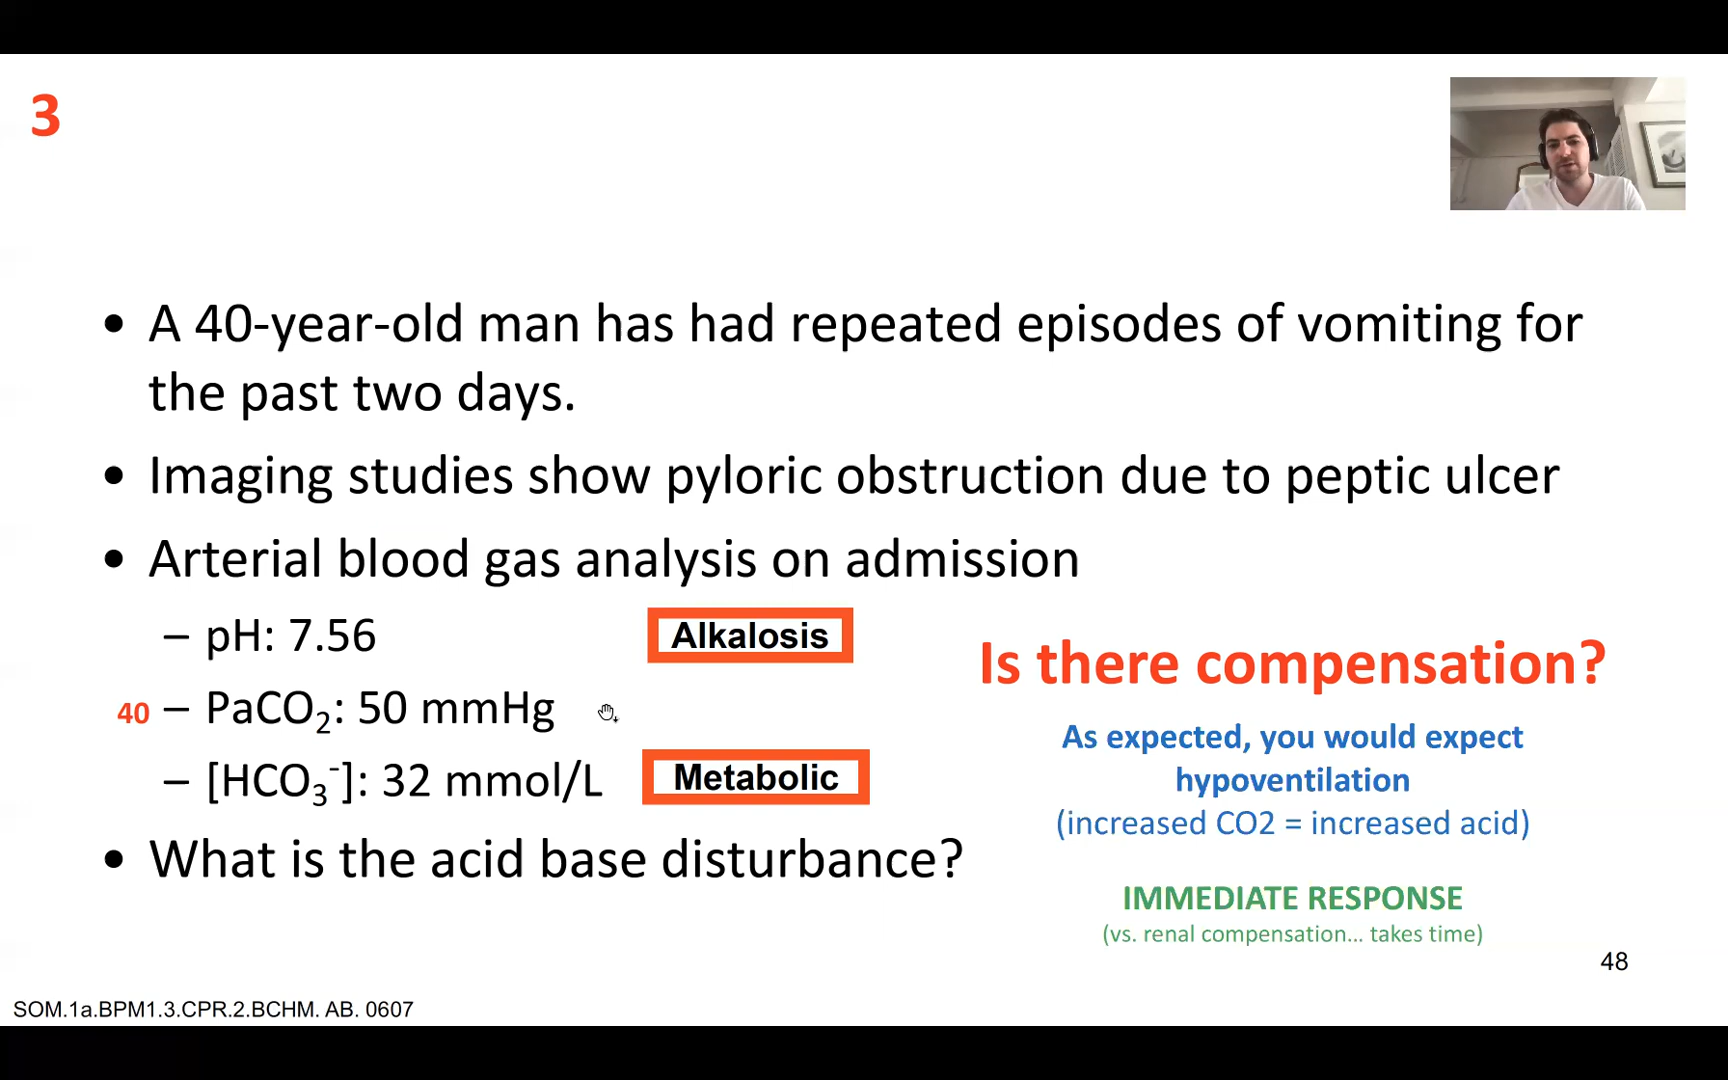 3
• A 40-year-old man has had repeated episodes of vomiting for
the past two days.
• Imaging studies show pyloric obstruction due to peptic ulcer
• Arterial blood gas analysis on admission
– pH: 7.56
Alkalosis
40 – PaCO₂: 50 mmHg
– [HCO₃⁻]: 32 mmol/L
Metabolic
• What is the acid base disturbance?
Is there compensation?
As expected, you would expect
hypoventilation
(increased CO2 = increased acid)
IMMEDIATE RESPONSE
(vs. renal compensation... takes time)
48
SOM.1a.BPM1.3.CPR.2.BCHM. AB. 0607